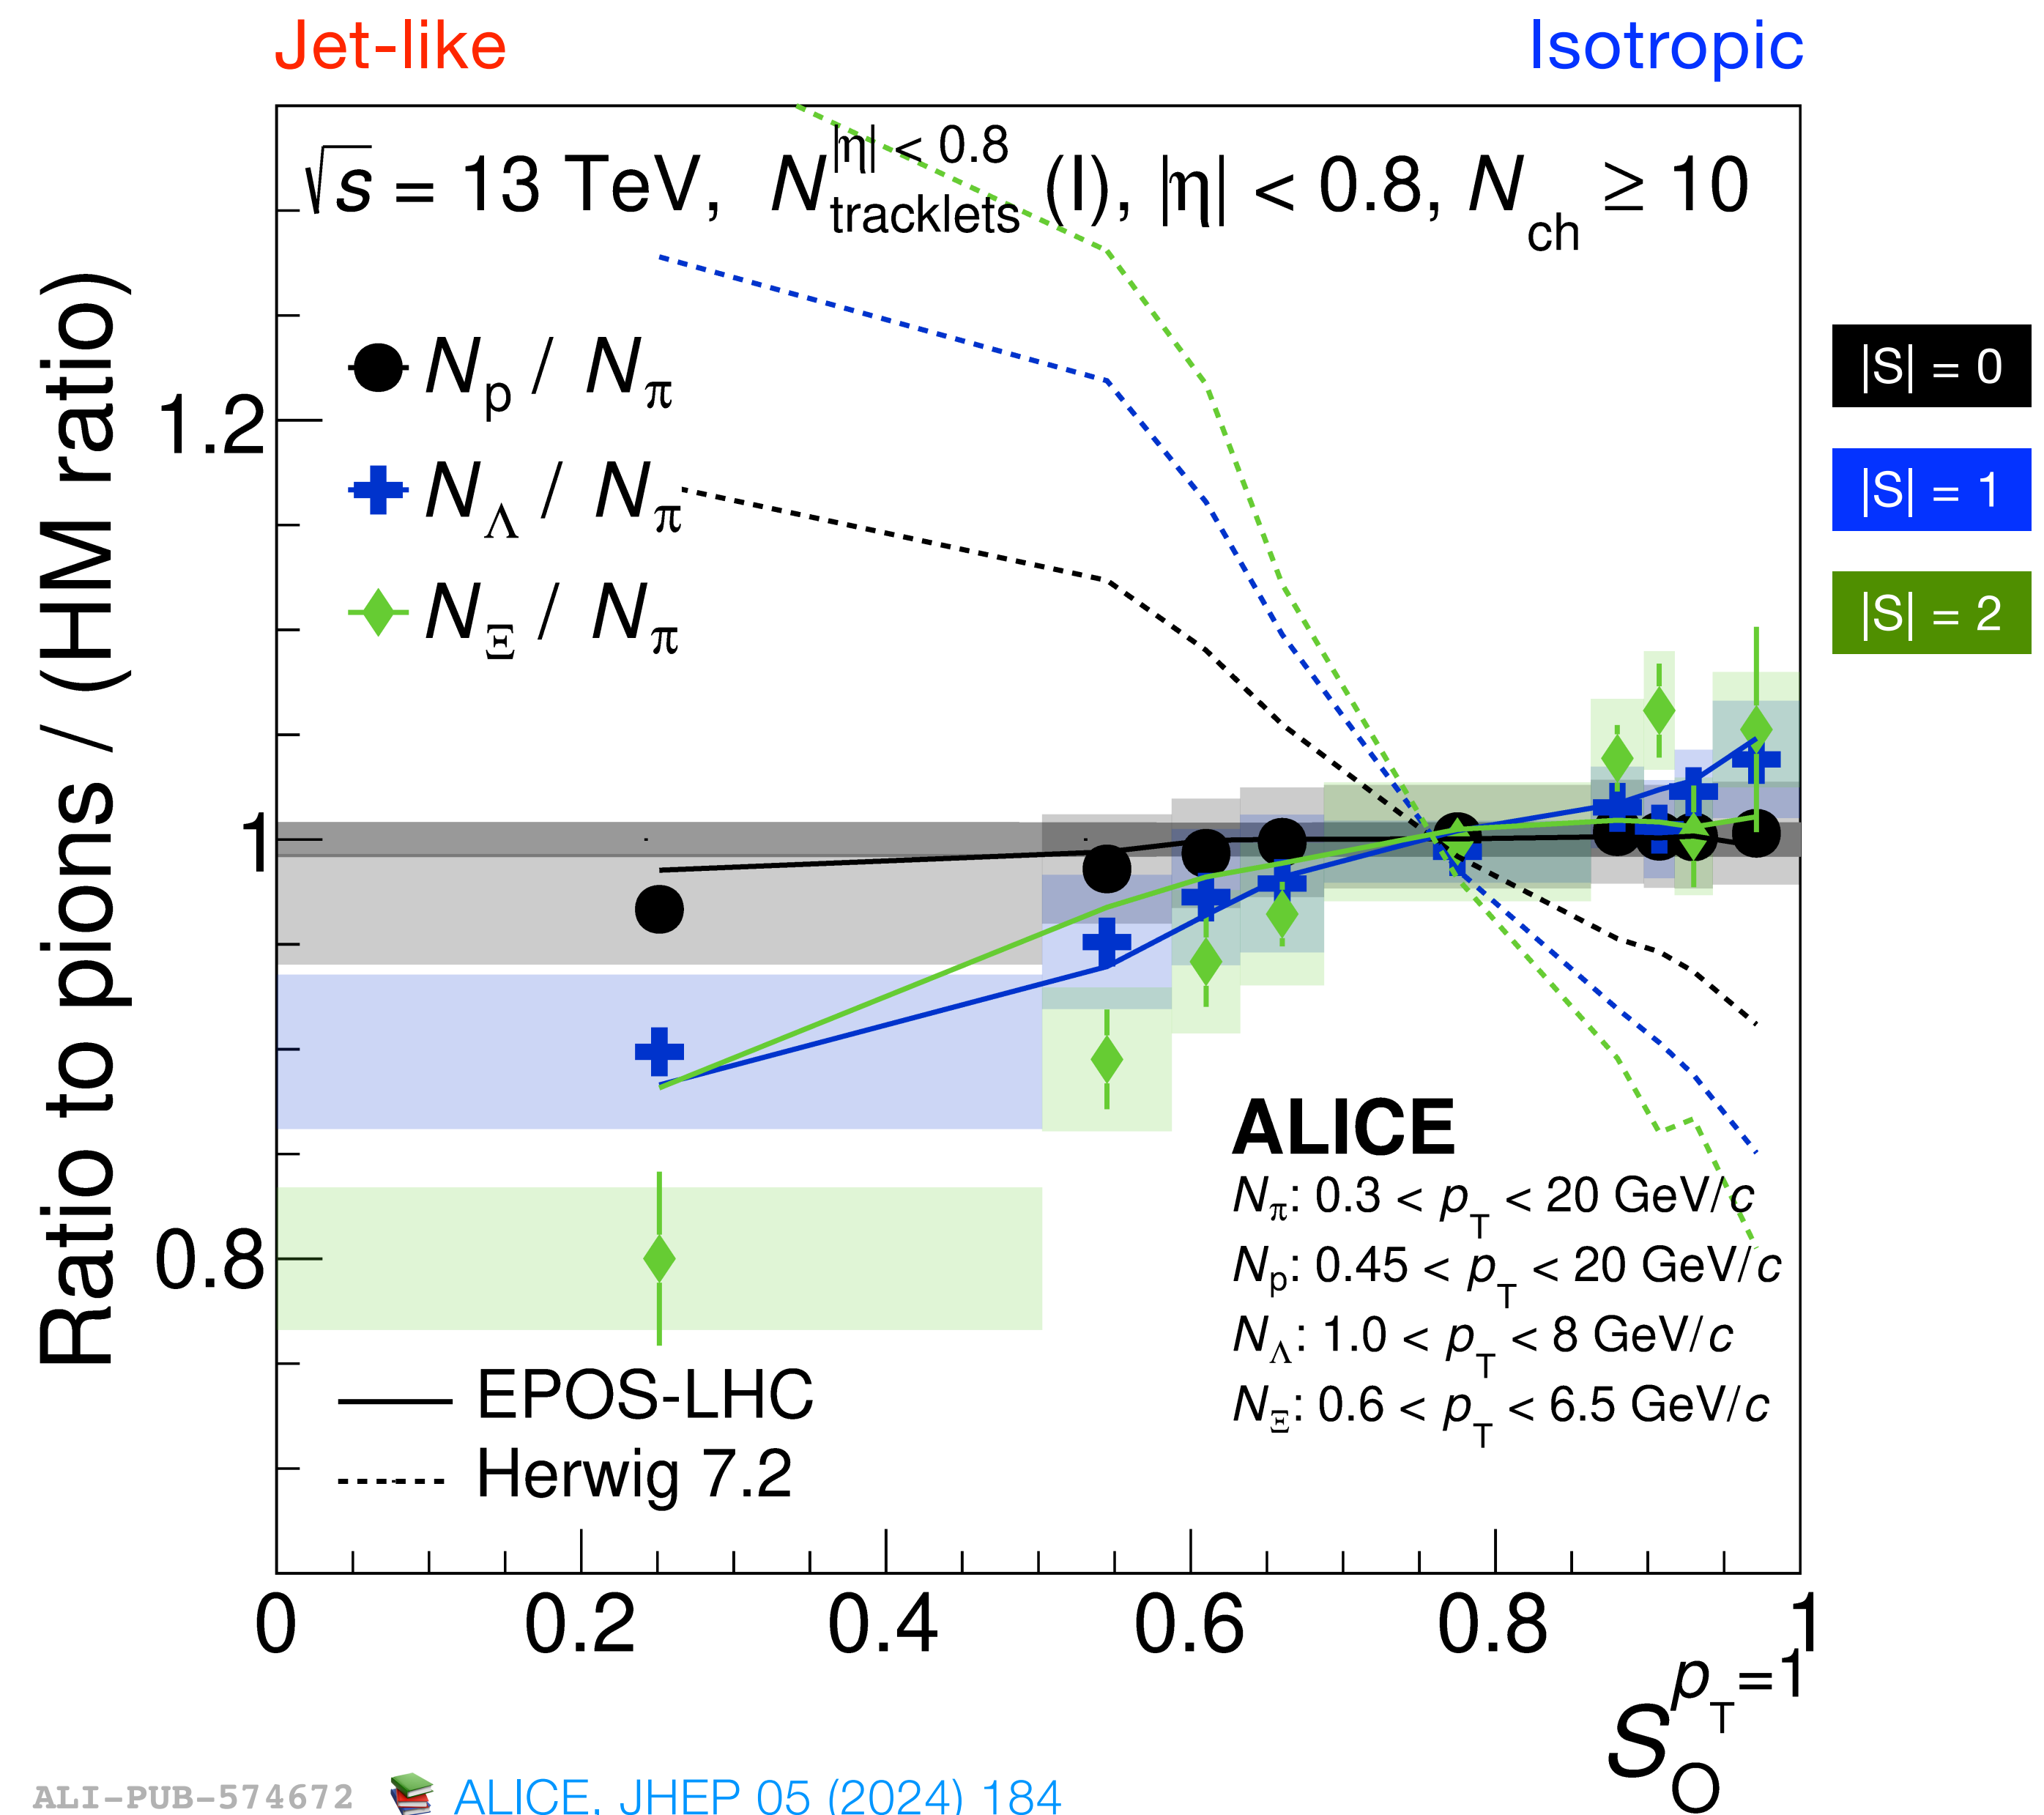 Jet-like
Isotropic
√s = 13 TeV, N_tracklets^|η| < 0.8 (I), |η| < 0.8, N_ch ≥ 10
N_p / N_π
N_Λ / N_π
N_Ξ / N_π
|S| = 0
|S| = 1
|S| = 2
Ratio to pions / (HM ratio)
1.2
1
0.8
ALICE
N_π: 0.3 < p_T < 20 GeV/c
N_p: 0.45 < p_T < 20 GeV/c
N_Λ: 1.0 < p_T < 8 GeV/c
N_Ξ: 0.6 < p_T < 6.5 GeV/c
EPOS-LHC
Herwig 7.2
0 0.2 0.4 0.6 0.8 1
S_O^p_T=1
ALI-PUB-574672
ALICE, JHEP 05 (2024) 184